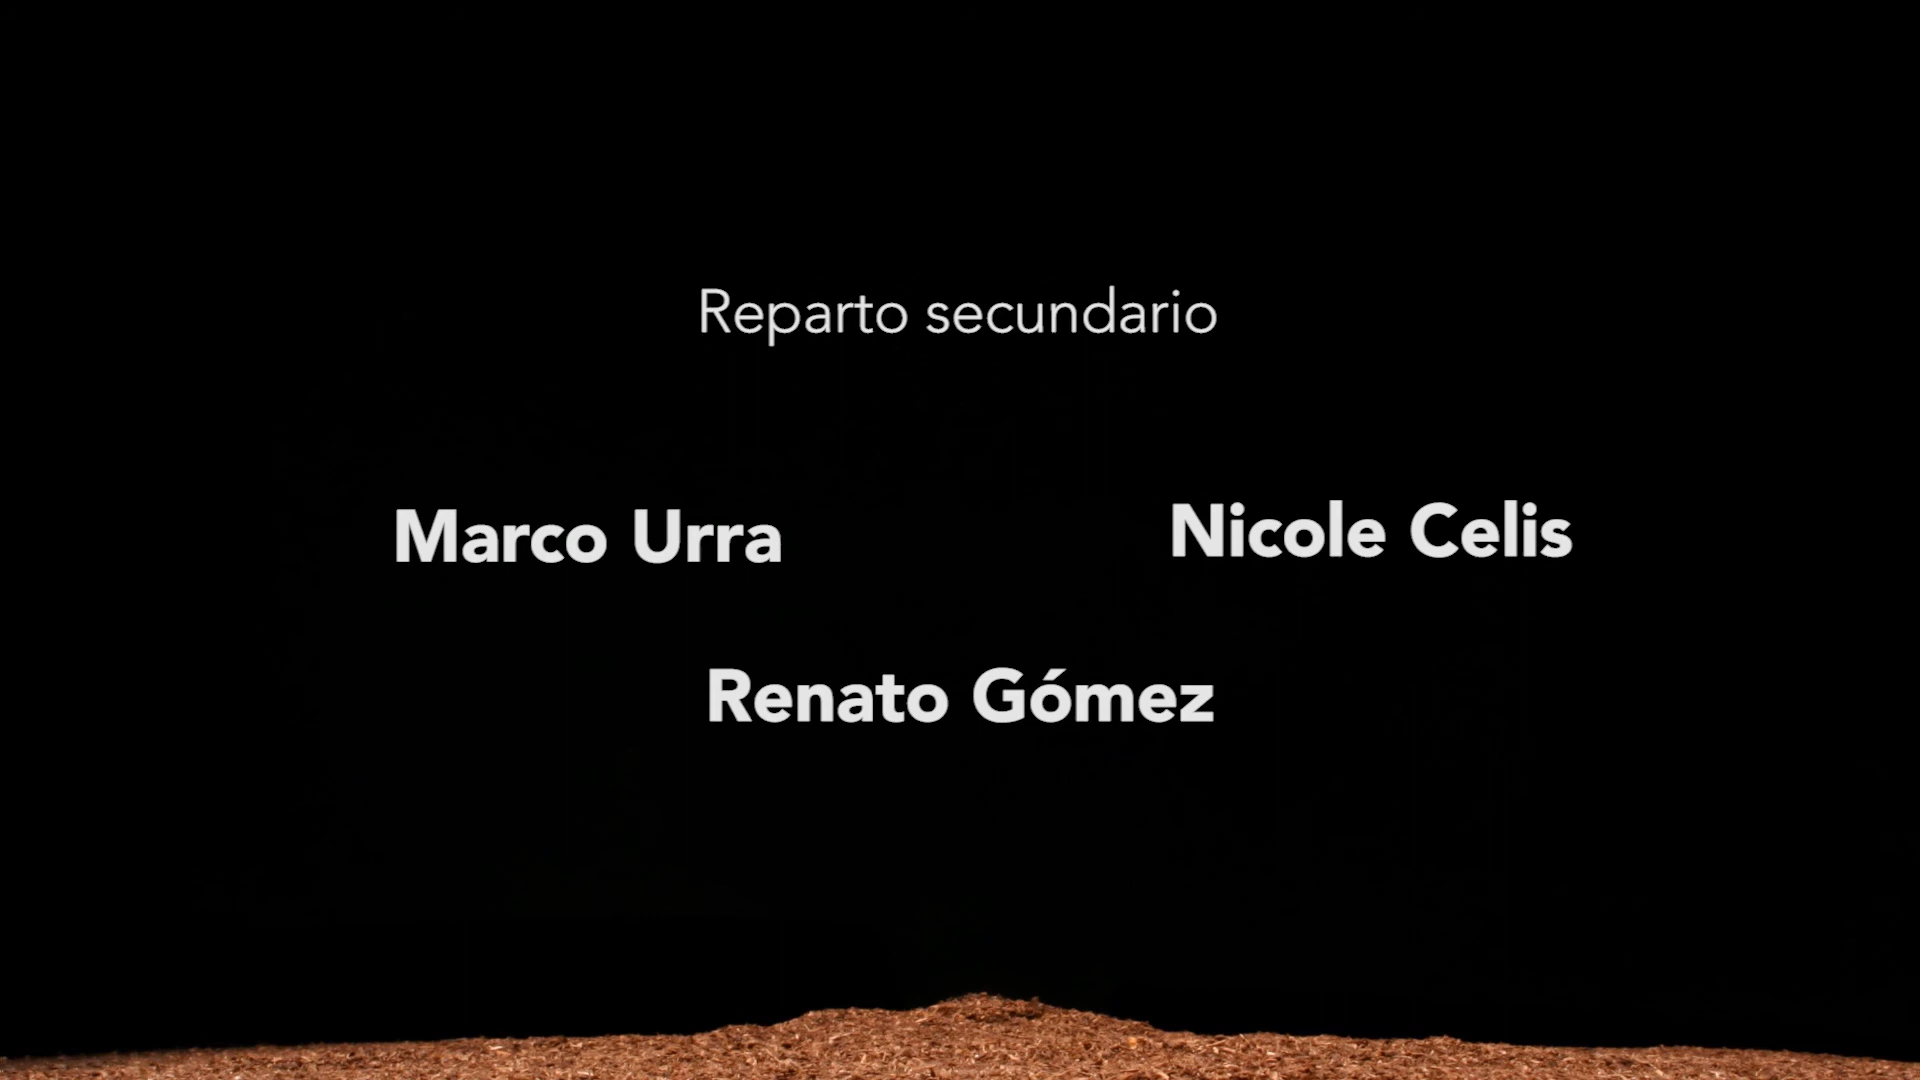 Reparto secundario
Marco Urra
Nicole Celis
Renato Gómez